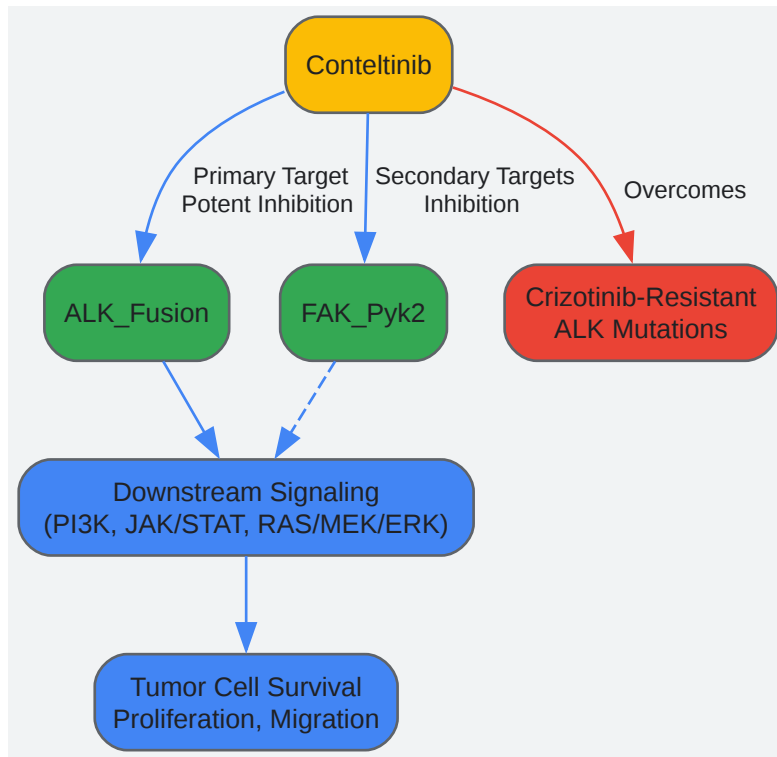 Conteltinib
Primary Target
Potent Inhibition
Secondary Targets
Inhibition
Overcomes
ALK_Fusion
FAK_Pyk2
Crizotinib-Resistant
ALK Mutations
Downstream Signaling
(PI3K, JAK/STAT, RAS/MEK/ERK)
Tumor Cell Survival
Proliferation, Migration